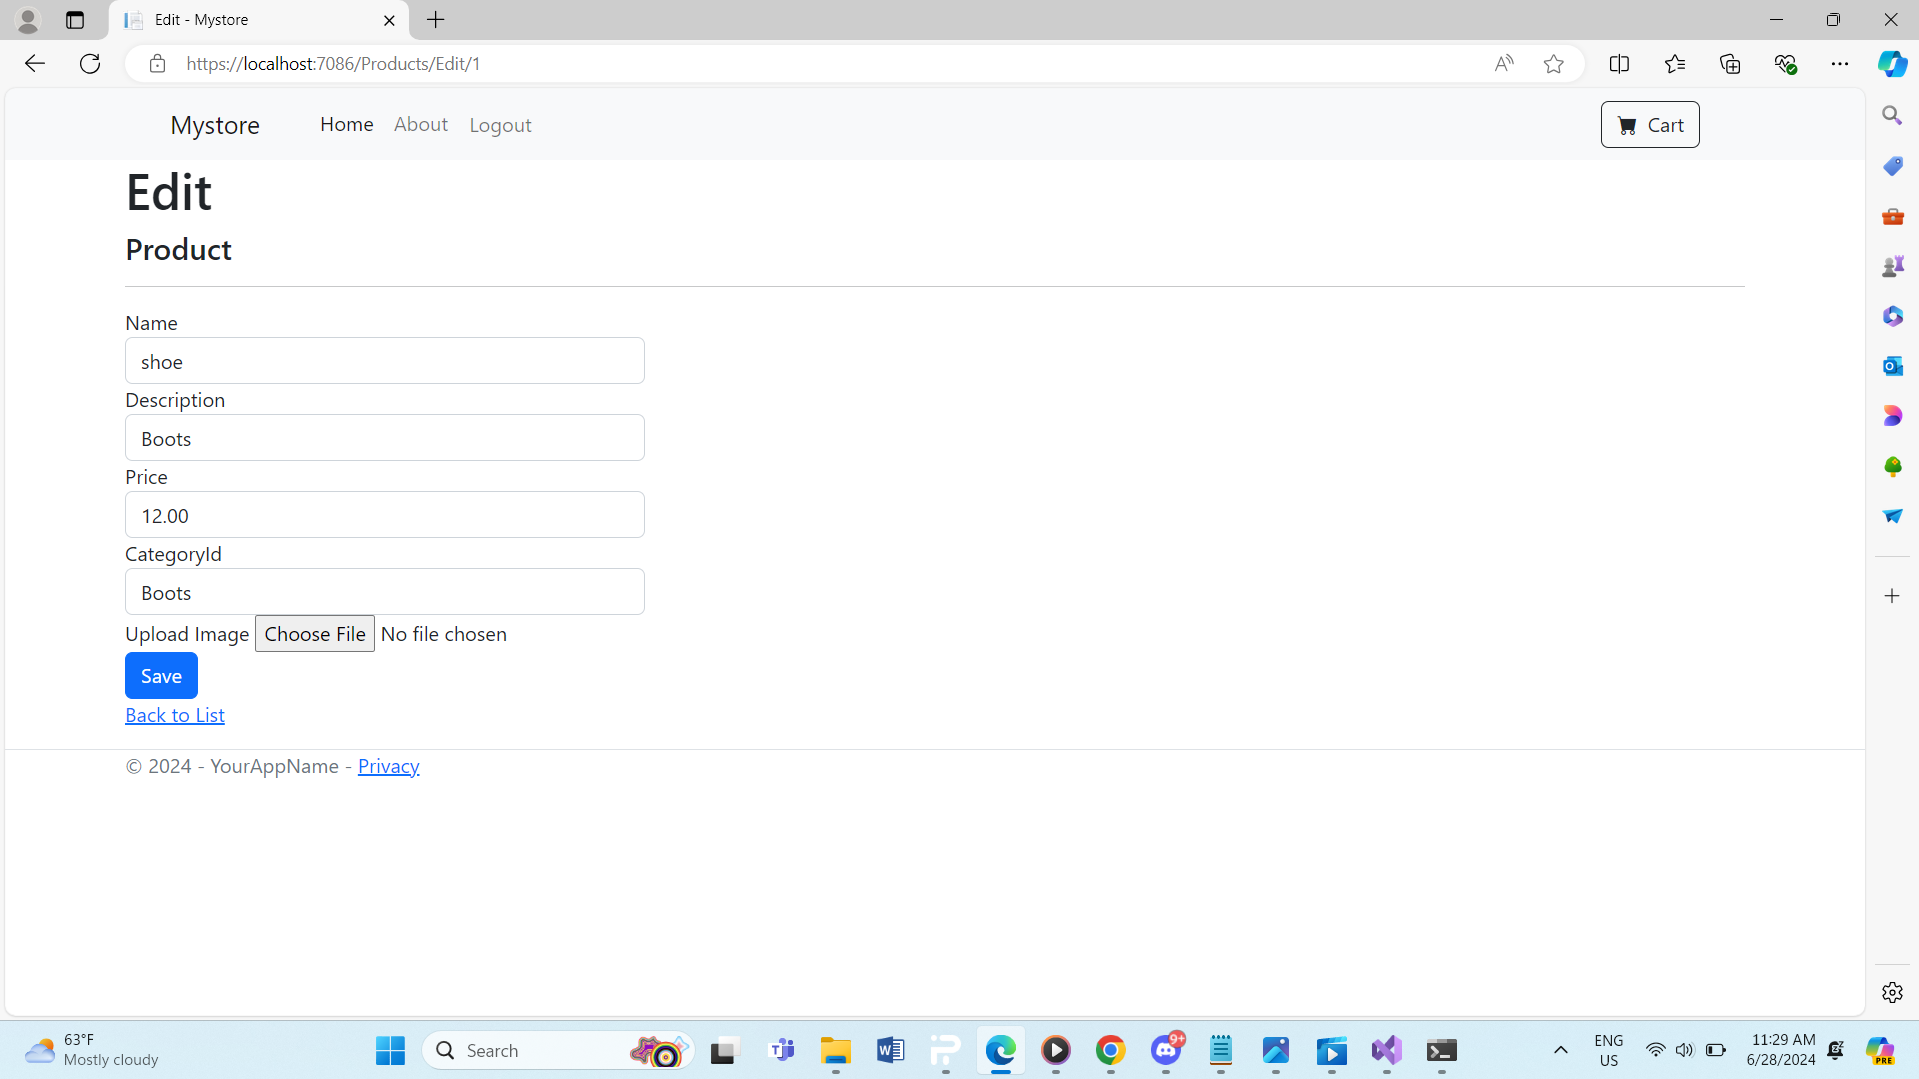 Edit - Mystore
https://localhost:7086/Products/Edit/1
Mystore Home About Logout Cart
Edit
Product
Name
shoe
Description
Boots
Price
12.00
CategoryId
Boots
Upload Image Choose File No file chosen
Save
Back to List
© 2024 - YourAppName - Privacy
63°F
Mostly cloudy
Search
9+
ENG
US
11:29 AM
6/28/2024
PRE